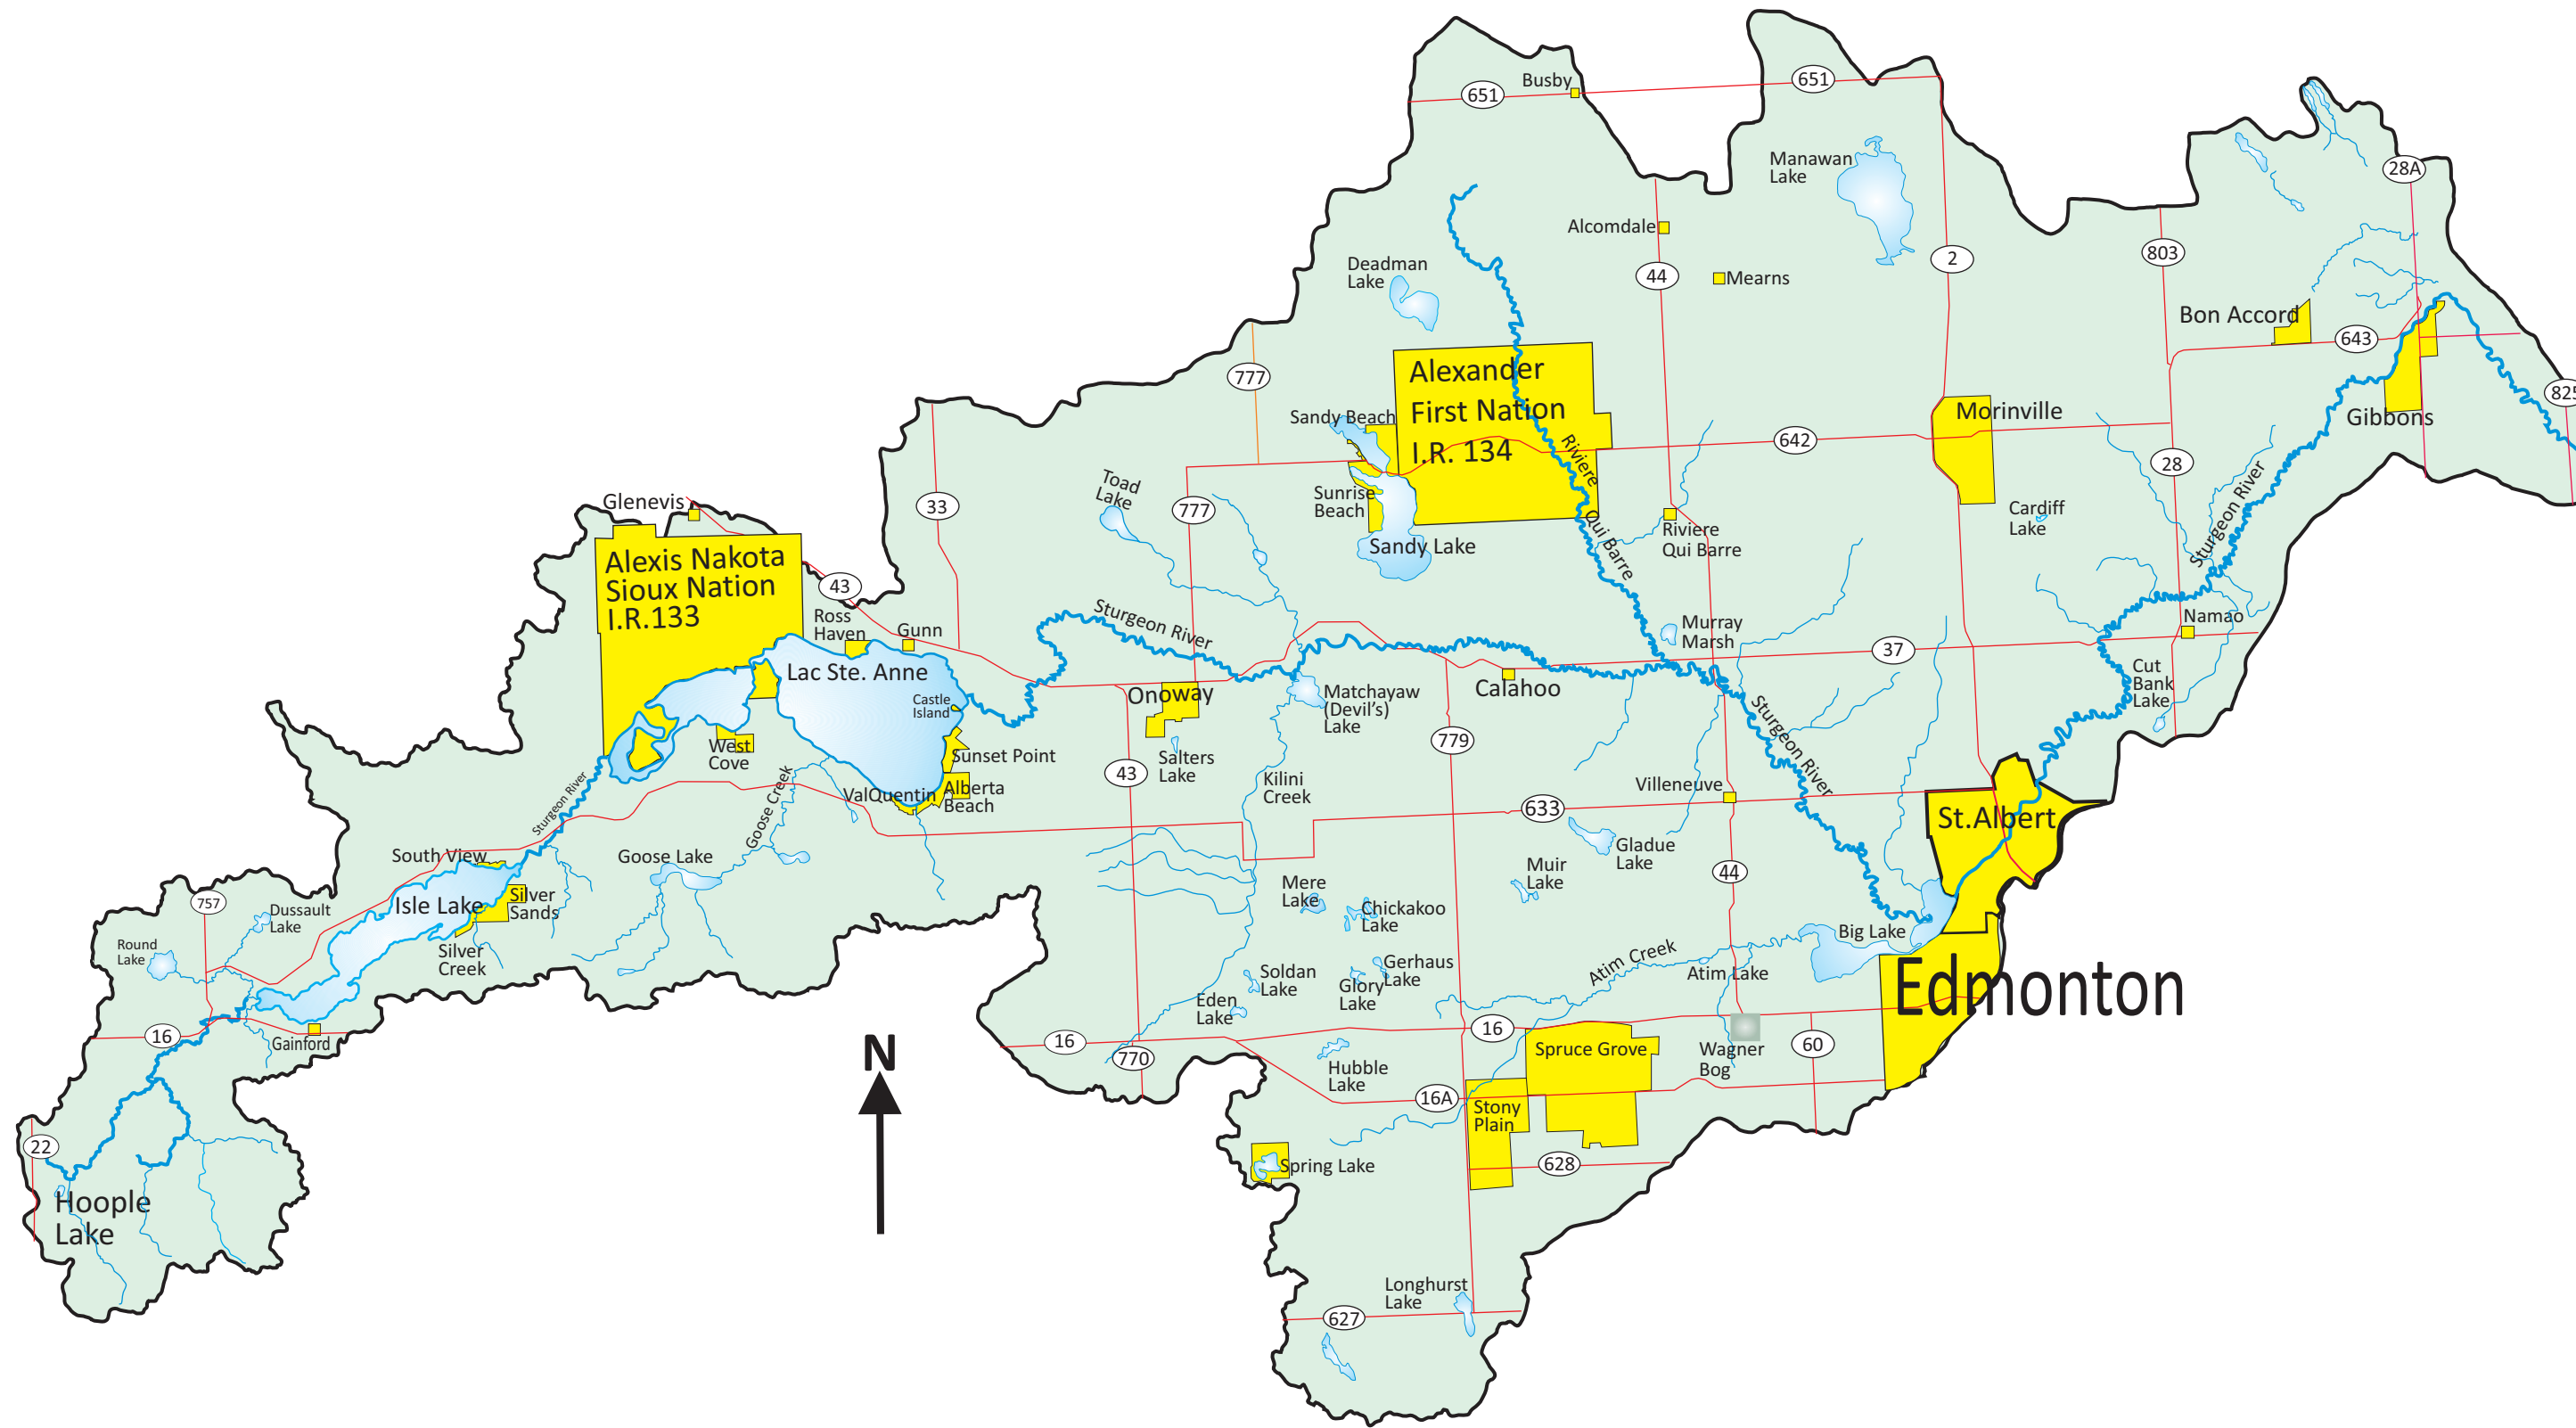 651
Busby
651
Manawan
Lake
28A
Alcomdale
44
Mearns
2
803
Deadman
Lake
Bon Accord
643
777
Alexander
First Nation
I.R. 134
825
Sandy Beach
Morinville
Gibbons
642
28
Riviere
Qui Barre
Toad
Lake
777
Sunrise
Beach
Sandy Lake
Riviere
Qui Barre
Cardiff
Lake
Sturgeon River
Glenevis
33
Alexis Nakota
Sioux Nation
I.R.133
43
Ross
Haven
Gunn
Sturgeon River
Murray
Marsh
37
Namao
Lac Ste. Anne
Castle
Island
Onoway
Matchayaw
(Devil's)
Lake
Calahoo
Cut
Bank
Lake
Sturgeon River
West
Cove
Sunset Point
Salters
Lake
779
43
Kilini
Creek
Villeneuve
ValQuentin
Alberta
Beach
633
Sturgeon River
Goose Creek
St.Albert
South View
Goose Lake
Gladue
Lake
Muir
Lake
44
Mere
Lake
Isle Lake
Silver
Sands
757
Dussault
Lake
Chickakoo
Lake
Big Lake
Round
Lake
Silver
Creek
Atim Creek
Soldan
Lake
Gerhaus
Lake
Glory
Lake
Atim Lake
Edmonton
Eden
Lake
16
Gainford
N
16
770
16
Spruce Grove
Wagner
Bog
60
Hubble
Lake
16A
Stony
Plain
22
Spring Lake
628
Hoople
Lake
Longhurst
Lake
627